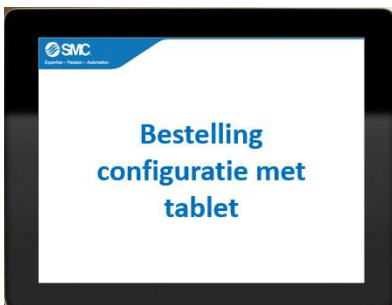 SMC
Expertise – Passion – Automation
Bestelling
configuratie met
tablet